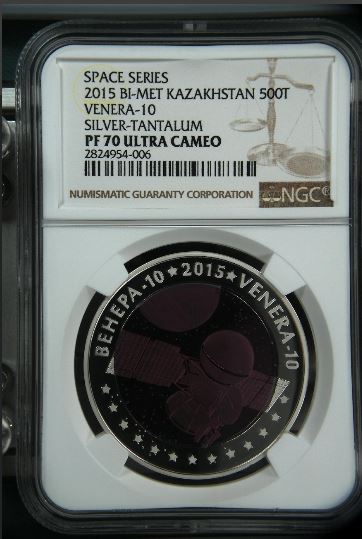 SPACE SERIES
2015 BI-MET KAZAKHSTAN 500T
VENERA-10
SILVER-TANTALUM
PF 70 ULTRA CAMEO
2824954-006
NUMISMATIC GUARANTY CORPORATION
NGC®
ВЕНЕРА-10 ★ 2015 ★ VENERA-10